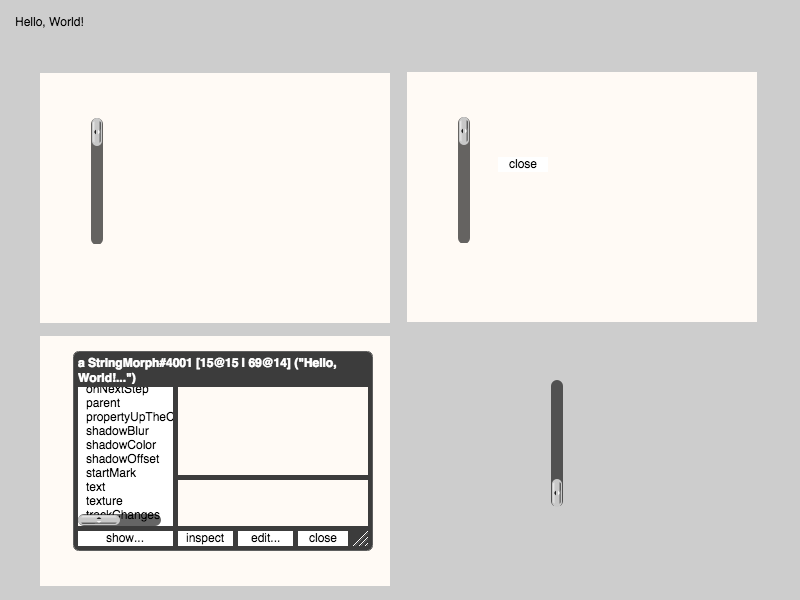 Hello, World!
close
a StringMorph#4001 [15@15 | 69@14] ("Hello,
World!...")
onNextStep
parent
propertyUpTheC
shadowBlur
shadowColor
shadowOffset
startMark
text
texture
trackChanges
show...
inspect
edit...
close